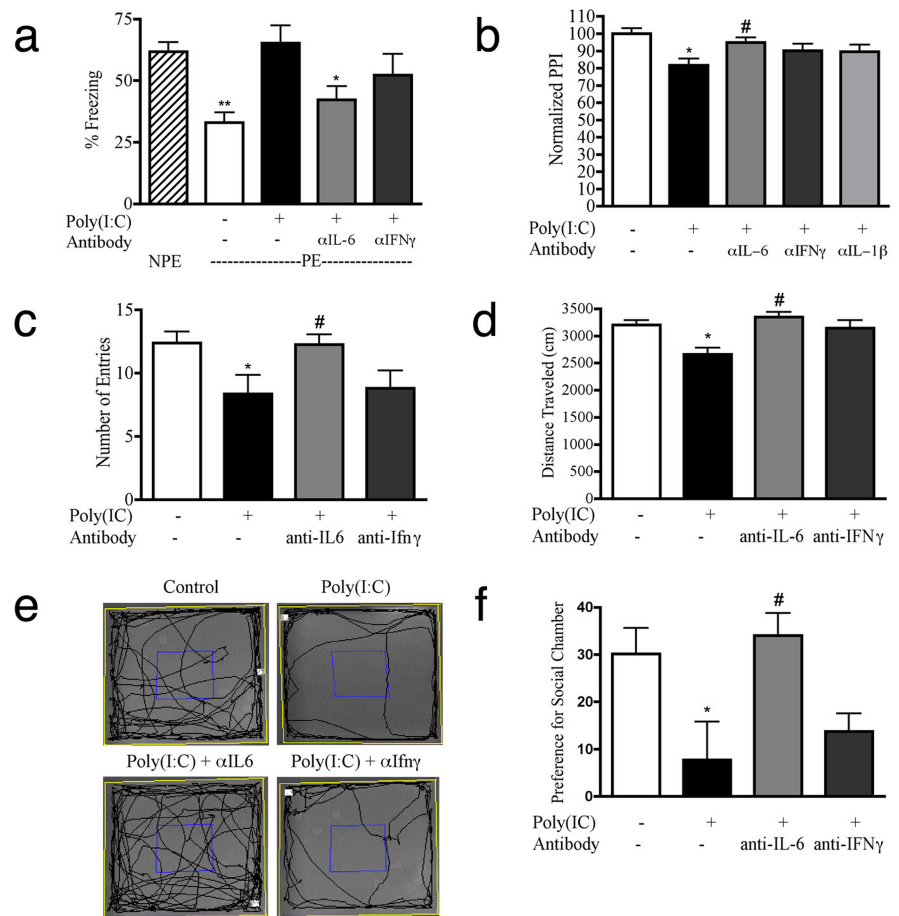 a
75
50
25
0
% Freezing
**
*
Poly(I:C) - + + +
Antibody - - αIL-6 αIFNγ
NPE -----------------PE-----------------
b
110
100
90
80
70
60
50
40
30
20
10
0
Normalized PPI
*
#
Poly(I:C) - + + + +
Antibody - - αIL-6 αIFNγ αIL-1β
c
15
10
5
0
Number of Entries
*
#
Poly(IC) - + + +
Antibody - - anti-IL6 anti-Ifnγ
d
3500
3000
2500
2000
1500
1000
500
0
Distance Traveled (cm)
*
#
Poly(IC) - + + +
Antibody - - anti-IL-6 anti-IFNγ
e
Control Poly(I:C)
Poly(I:C) + αIL6 Poly(I:C) + αIfnγ
f
40
30
20
10
0
Preference for Social Chamber
*
#
Poly(IC) - + + +
Antibody - - anti-IL-6 anti-IFNγ